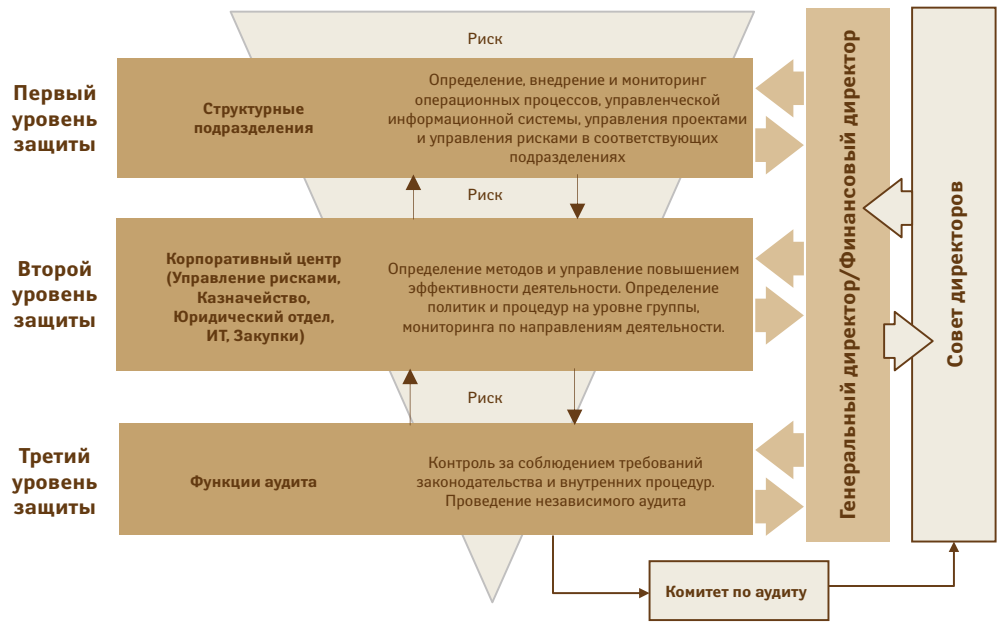 Риск
Первый
уровень
защиты
Структурные
подразделения
Определение, внедрение и мониторинг
операционных процессов, управленческой
информационной системы, управления проектами
и управления рисками в соответствующих
подразделениях
Риск
Второй
уровень
защиты
Корпоративный центр
(Управление рисками,
Казначейство,
Юридический отдел,
ИТ, Закупки)
Определение методов и управление повышением
эффективности деятельности. Определение
политик и процедур на уровне группы,
мониторинга по направлениям деятельности.
Риск
Третий
уровень
защиты
Функции аудита
Контроль за соблюдением требований
законодательства и внутренних процедур.
Проведение независимого аудита
Генеральный директор/Финансовый директор
Совет директоров
Комитет по аудиту